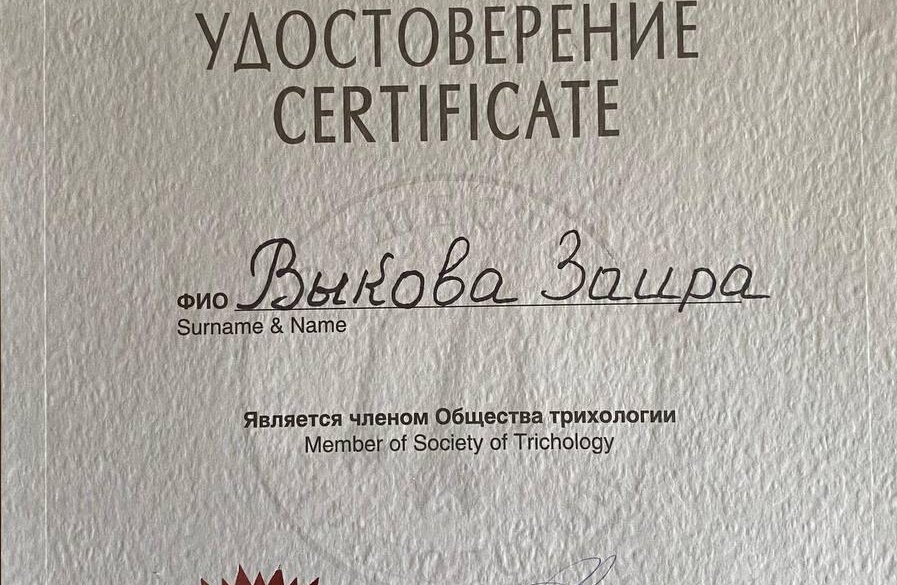 УДОСТОВЕРЕНИЕ
CERTIFICATE
ФИО Выкова Заира
Surname & Name
Является членом Общества трихологии
Member of Society of Trichology